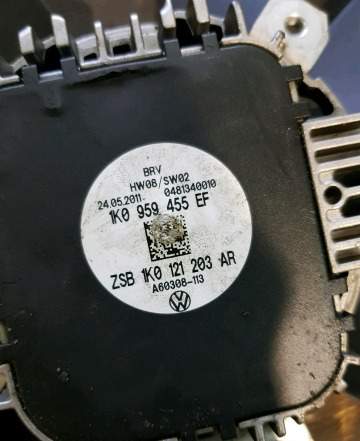 BRV
HW06/SW02
24.05.2011. 0481340010
1K0 959 455 EF
ZSB 1K0 121 203 AR
A60308-113